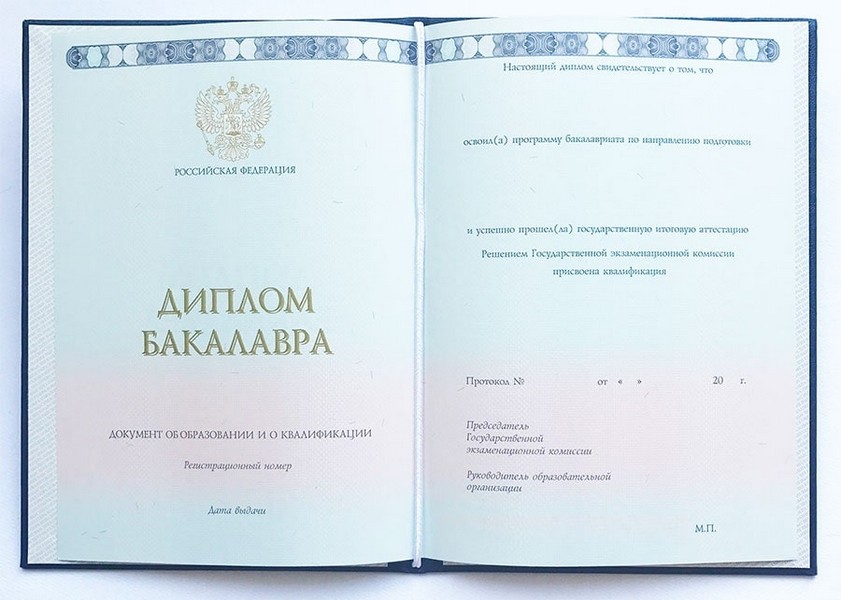 РОССИЙСКАЯ ФЕДЕРАЦИЯ
ДИПЛОМ
БАКАЛАВРА
ДОКУМЕНТ ОБ ОБРАЗОВАНИИ И О КВАЛИФИКАЦИИ
Регистрационный номер
Дата выдачи
Настоящий диплом свидетельствует о том, что
освоил(а) программу бакалавриата по направлению подготовки
и успешно прошел(ла) государственную итоговую аттестацию
Решением Государственной экзаменационной комиссии
присвоена квалификация
Протокол № от « » 20 г.
Председатель
Государственной
экзаменационной комиссии
Руководитель образовательной
организации
М.П.